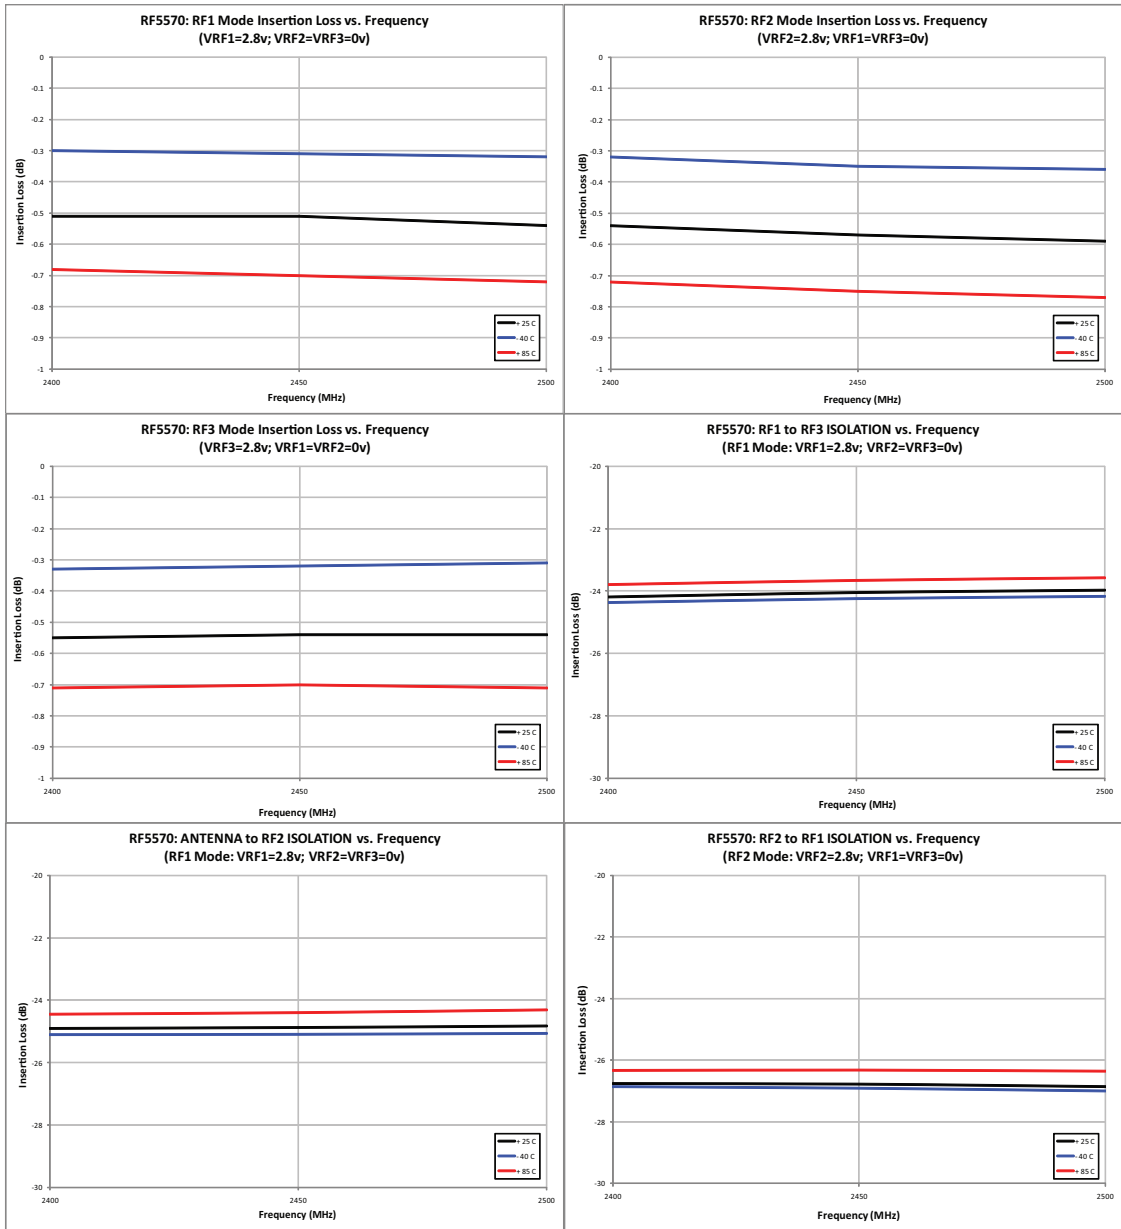 RF5570: RF1 Mode Insertion Loss vs. Frequency
(VRF1=2.8v; VRF2=VRF3=0v)
0
-0.1
-0.2
-0.3
-0.4
-0.5
-0.6
-0.7
-0.8
-0.9
-1
Insertion Loss (dB)
+ 25 C
- 40 C
+ 85 C
2400
2450
2500
Frequency (MHz)
RF5570: RF2 Mode Insertion Loss vs. Frequency
(VRF2=2.8v; VRF1=VRF3=0v)
0
-0.1
-0.2
-0.3
-0.4
-0.5
-0.6
-0.7
-0.8
-0.9
-1
Insertion Loss (dB)
+ 25 C
- 40 C
+ 85 C
2400
2450
2500
Frequency (MHz)
RF5570: RF3 Mode Insertion Loss vs. Frequency
(VRF3=2.8v; VRF1=VRF2=0v)
0
-0.1
-0.2
-0.3
-0.4
-0.5
-0.6
-0.7
-0.8
-0.9
-1
Insertion Loss (dB)
+ 25 C
- 40 C
+ 85 C
2400
2450
2500
Frequency (MHz)
RF5570: RF1 to RF3 ISOLATION vs. Frequency
(RF1 Mode: VRF1=2.8v; VRF2=VRF3=0v)
-20
-22
-24
-26
-28
-30
Insertion Loss (dB)
+ 25 C
- 40 C
+ 85 C
2400
2450
2500
Frequency (MHz)
RF5570: ANTENNA to RF2 ISOLATION vs. Frequency
(RF1 Mode: VRF1=2.8v; VRF2=VRF3=0v)
-20
-22
-24
-26
-28
-30
Insertion Loss (dB)
+ 25 C
- 40 C
+ 85 C
2400
2450
2500
Frequency (MHz)
RF5570: RF2 to RF1 ISOLATION vs. Frequency
(RF2 Mode: VRF2=2.8v; VRF1=VRF3=0v)
-20
-22
-24
-26
-28
-30
Insertion Loss (dB)
+ 25 C
- 40 C
+ 85 C
2400
2450
2500
Frequency (MHz)